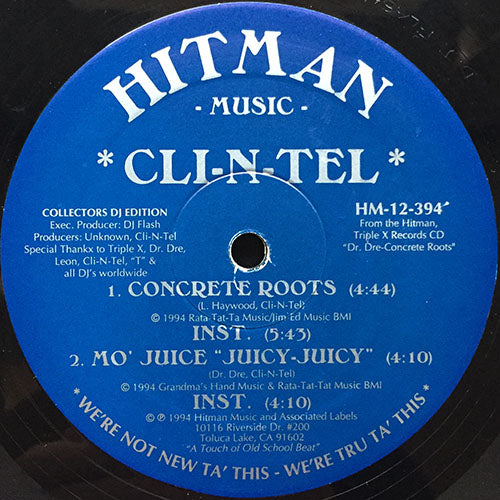 HITMAN
- MUSIC -
* CLI-N-TEL *
COLLECTORS DJ EDITION
Exec. Producer: DJ Flash
Producers: Unknown, Cli-N-Tel
Special Thankx to Triple X, Dr. Dre,
Leon, Cli-N-Tel, "T" &
all DJ's worldwide
HM-12-394
From the Hitman,
Triple X Records CD
"Dr. Dre-Concrete Roots"
1. CONCRETE ROOTS (4:44)
(L. Haywood, Cli-N-Tel)
© 1994 Rata-Tat-Ta Music/Jim Ed Music BMI
INST. (5:43)
2. MO' JUICE "JUICY-JUICY" (4:10)
(Dr. Dre, Cli-N-Tel)
© 1994 Grandma's Hand Music & Rata-Tat-Tat Music BMI
INST. (4:10)
© ℗ 1994 Hitman Music and Associated Labels
10116 Riverside Dr. #200
Toluca Lake, CA 91602
"A Touch of Old School Beat"
* WE'RE NOT NEW TA' THIS - WE'RE TRU TA' THIS *